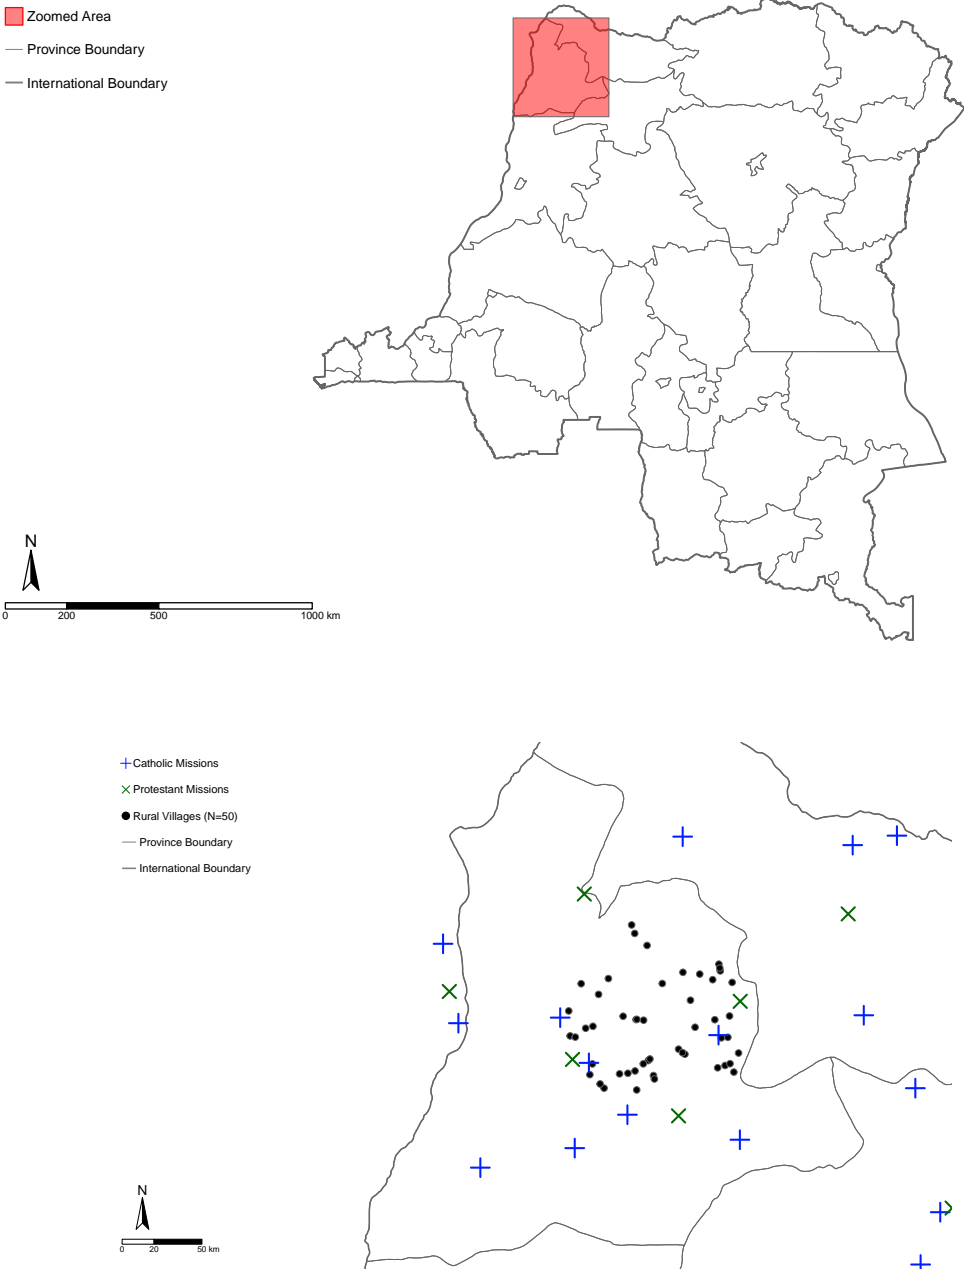 Zoomed Area
Province Boundary
International Boundary
N
0 200 500 1000 km
Catholic Missions
Protestant Missions
Rural Villages (N=50)
Province Boundary
International Boundary
N
0 20 50 km